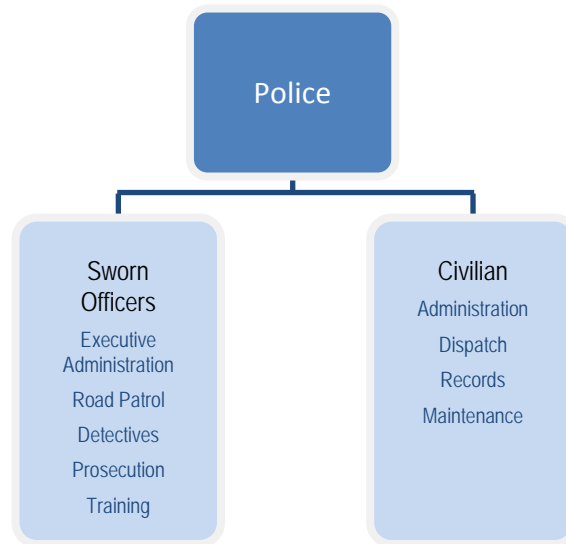 Police
Sworn
Officers
Executive
Administration
Road Patrol
Detectives
Prosecution
Training
Civilian
Administration
Dispatch
Records
Maintenance